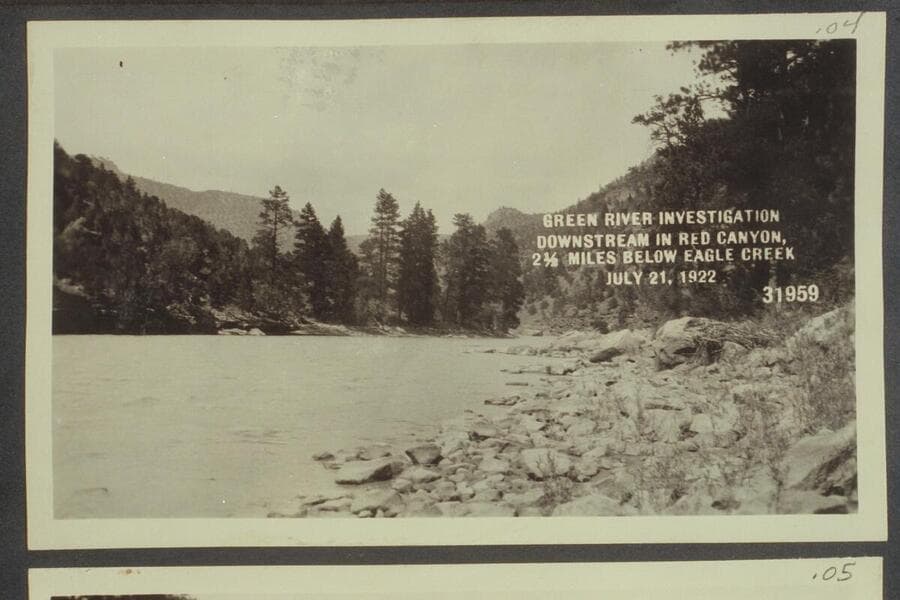 .04
GREEN RIVER INVESTIGATION
DOWNSTREAM IN RED CANYON,
2½ MILES BELOW EAGLE CREEK
JULY 21, 1922
31959
.05